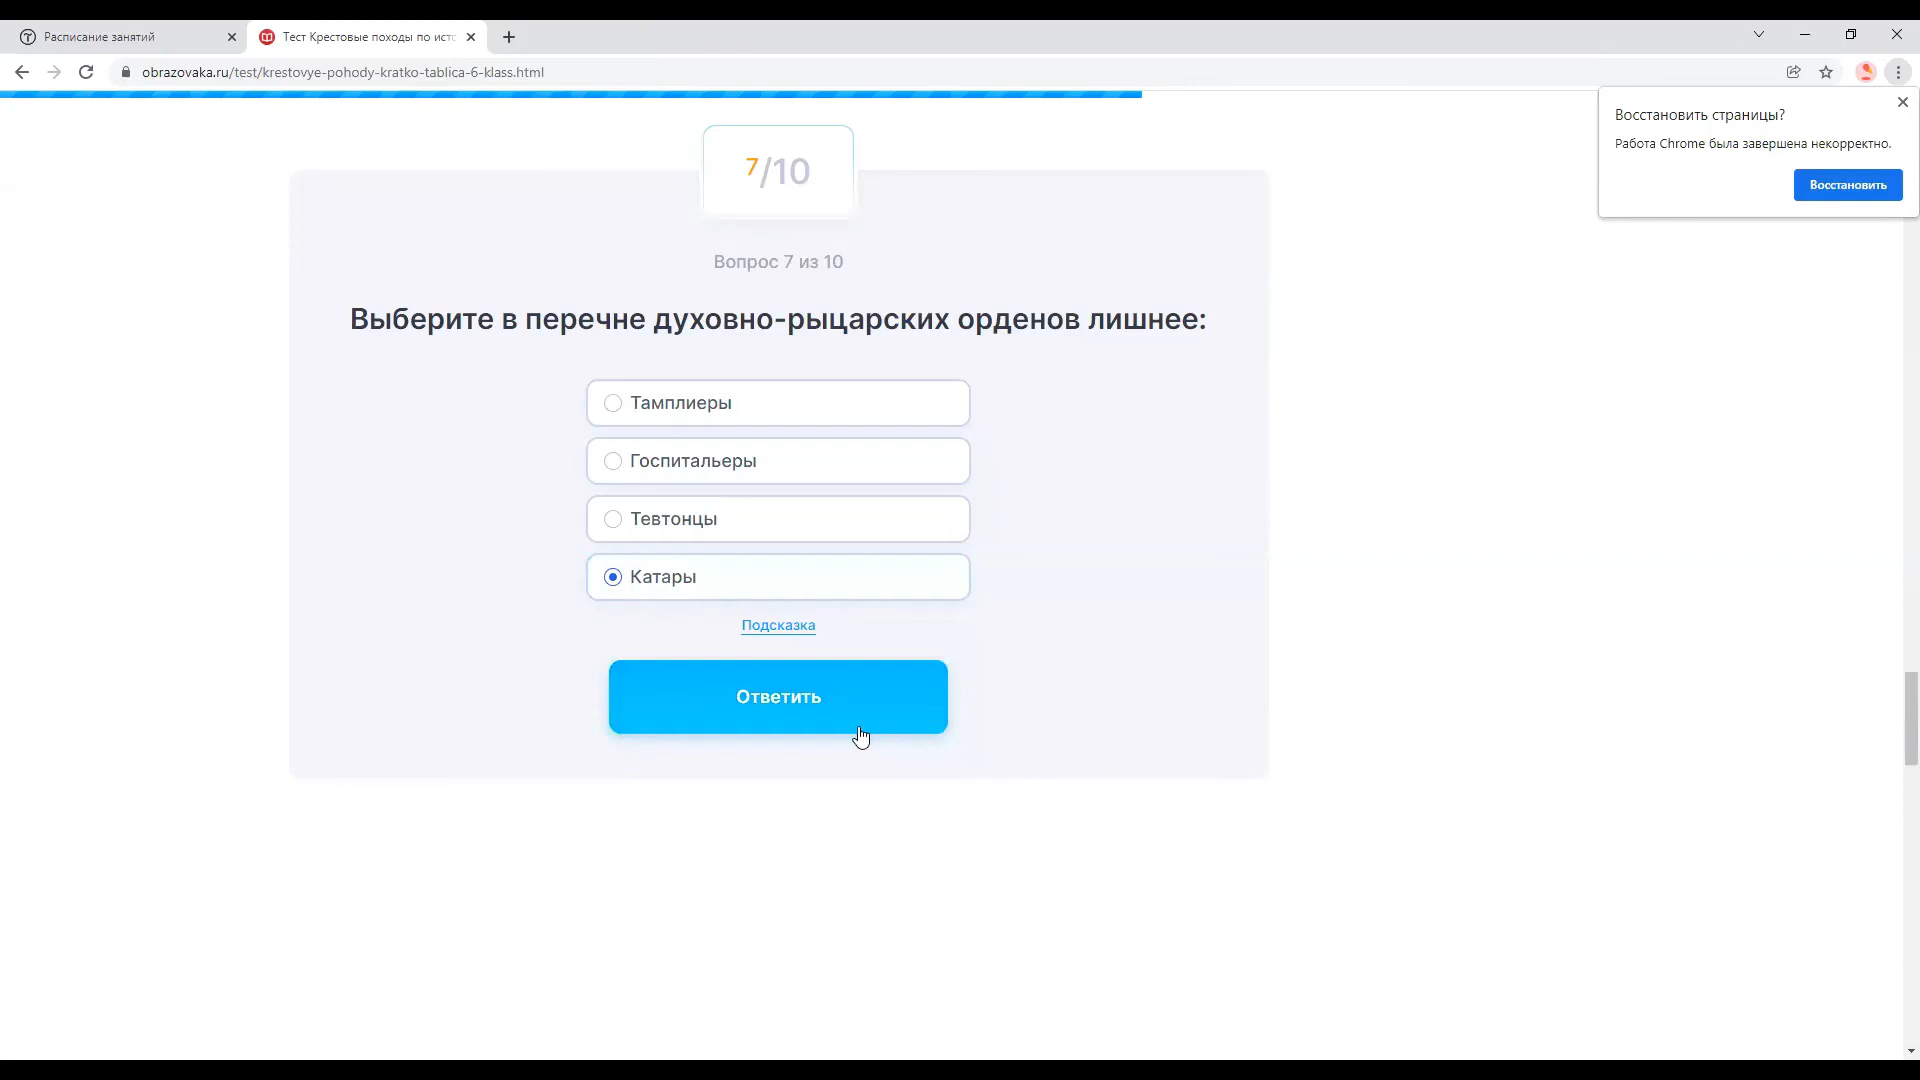 Расписание занятий
Тест Крестовые походы по исто
obrazovaka.ru/test/krestovye-pohody-kratko-tablica-6-klass.html
Восстановить страницы?
Работа Chrome была завершена некорректно.
Восстановить
7/10
Вопрос 7 из 10
Выберите в перечне духовно-рыцарских орденов лишнее:
Тамплиеры
Госпитальеры
Тевтонцы
Катары
Подсказка
Ответить